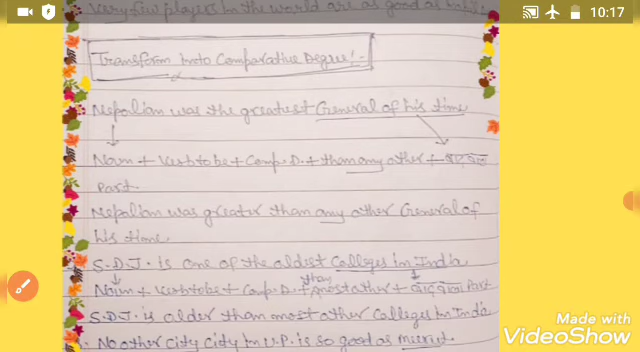 10:17
Very few players in the world are as good as
Transform into Comparative Degree! -
Nepolian was the greatest General of his time
Noun + Verb to be + Comp. D. + than any other + बाद वाला
Part.
Nepolian was greater than any other General of
his time.
S.D.J. is one of the oldest Colleges in India
than
Noun + Verb to be + Comp. D. + most other + बाद वाला Part
S.D.J. is older than most other Colleges in India
No other city city in U.P. is so good as
Made with
VideoShow